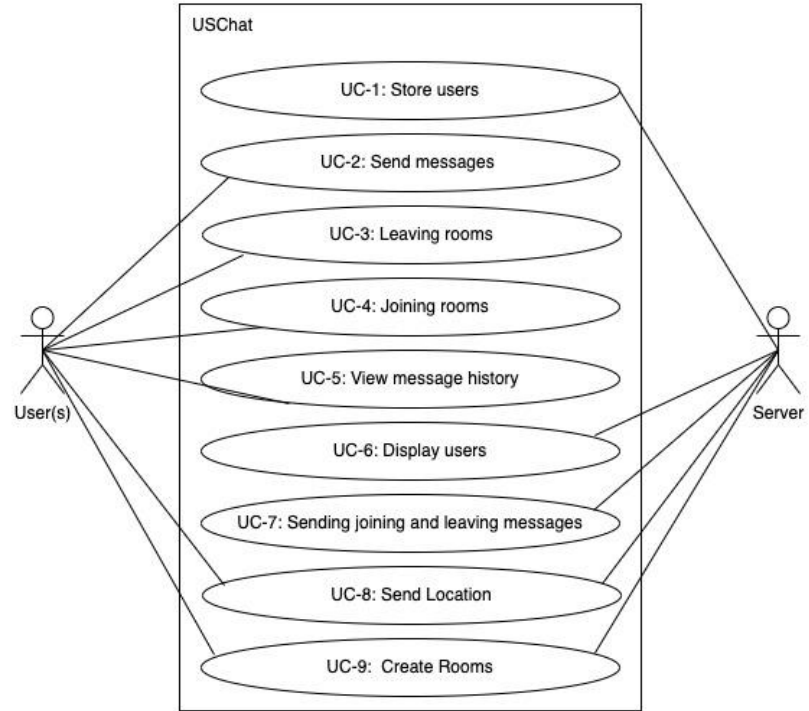 USChat
UC-1: Store users
UC-2: Send messages
UC-3: Leaving rooms
UC-4: Joining rooms
UC-5: View message history
User(s)
Server
UC-6: Display users
UC-7: Sending joining and leaving messages
UC-8: Send Location
UC-9: Create Rooms